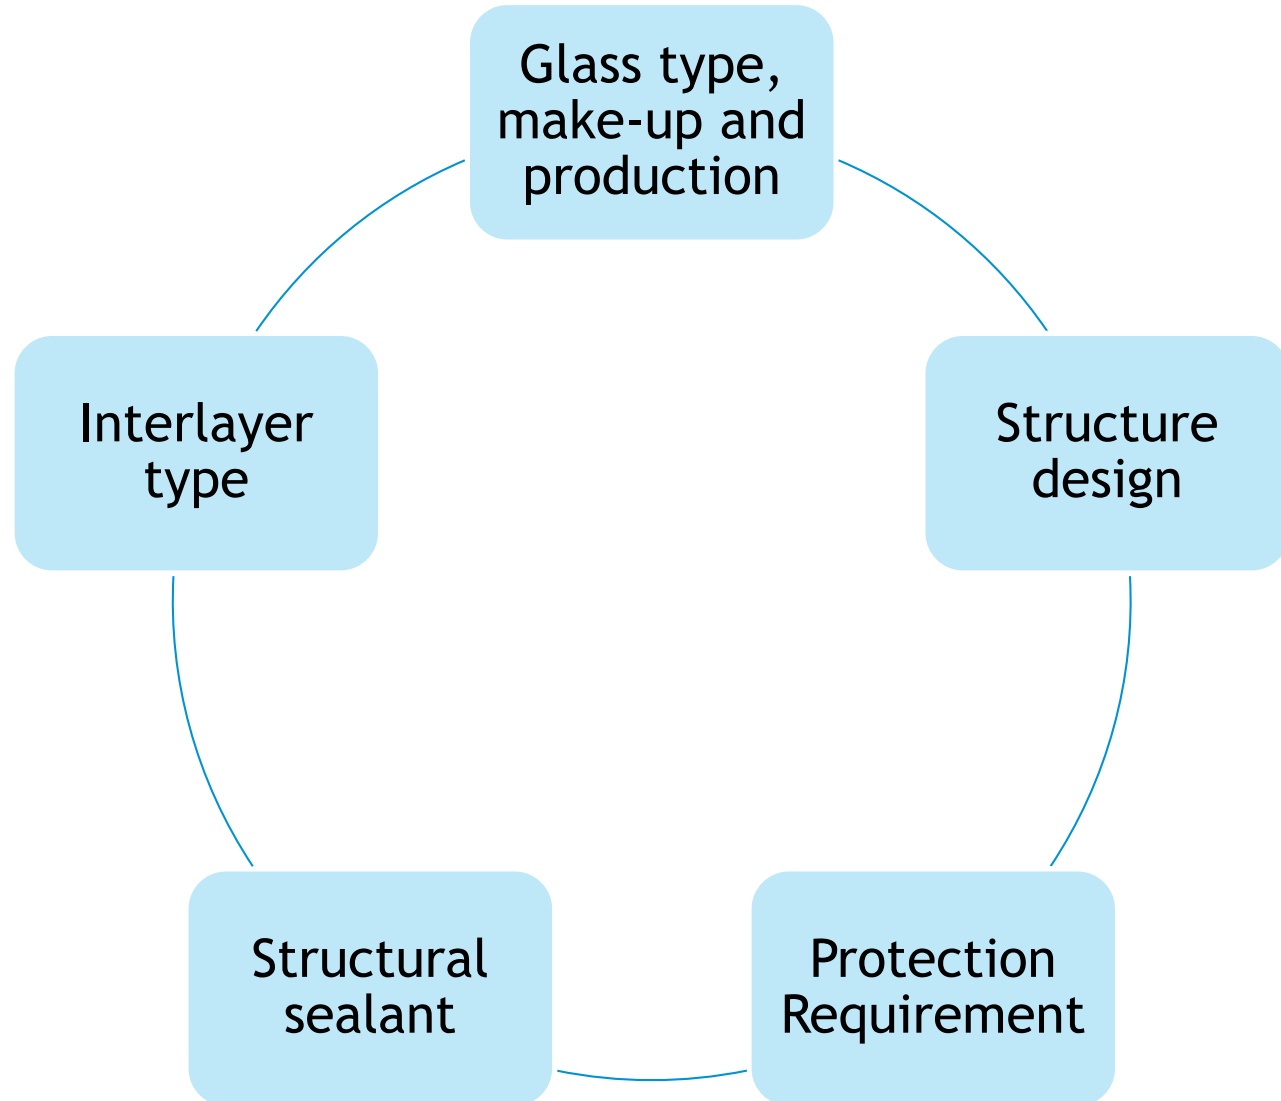 Glass type,
make-up and
production
Structure
design
Protection
Requirement
Structural
sealant
Interlayer
type